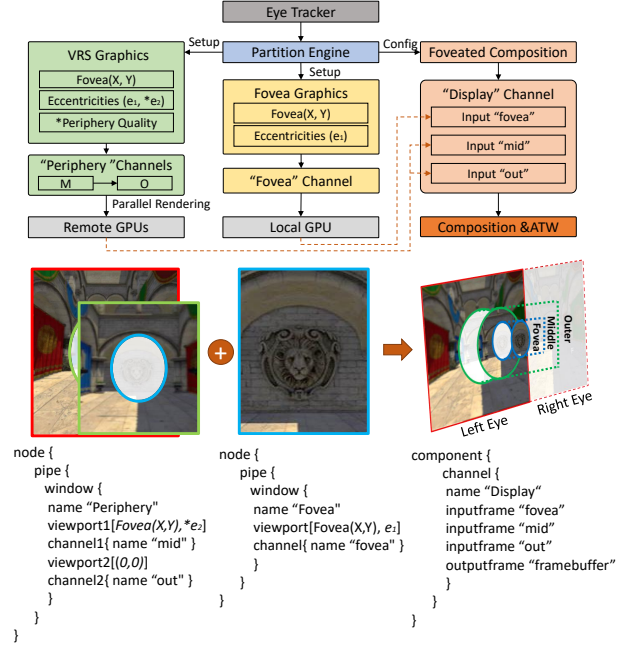 Eye Tracker
VRS Graphics
Setup
Partition Engine
Config
Foveated Composition
Setup
Fovea(X, Y)
Eccentricities (e₁, *e₂)
*Periphery Quality
Fovea Graphics
Fovea(X, Y)
Eccentricities (e₁)
“Display” Channel
Input “fovea”
Input “mid”
Input “out”
“Periphery ”Channels
M
O
“Fovea” Channel
Parallel Rendering
Remote GPUs
Local GPU
Composition &ATW
+
Outer
Middle
Fovea
Left Eye
Right Eye
node {
pipe {
window {
name “Periphery"
viewport1[Fovea(X,Y),*e₂]
channel1{ name “mid" }
viewport2[(0,0)]
channel2{ name "out" }
}
}
}
node {
pipe {
window {
name “Fovea"
viewport[Fovea(X,Y), e₁]
channel{ name “fovea" }
}
}
}
component {
channel {
name “Display“
inputframe “fovea”
inputframe “mid”
inputframe “out”
outputframe “framebuffer”
}
}
}